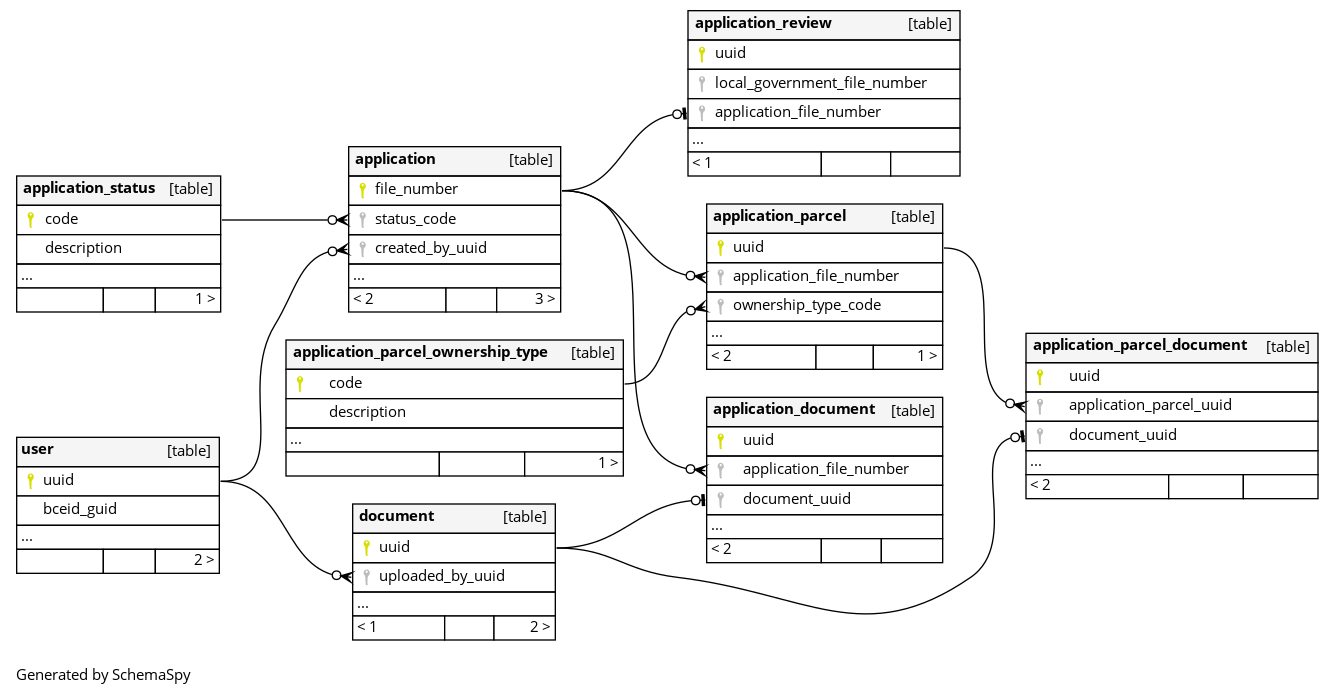 application_review [table]
uuid
local_government_file_number
application_file_number
...
< 1
application [table]
file_number
status_code
created_by_uuid
...
< 2 3 >
application_status [table]
code
description
...
1 >
application_parcel [table]
uuid
application_file_number
ownership_type_code
...
< 2 1 >
application_parcel_ownership_type [table]
code
description
...
1 >
application_parcel_document [table]
uuid
application_parcel_uuid
document_uuid
...
< 2
application_document [table]
uuid
application_file_number
document_uuid
...
< 2
user [table]
uuid
bceid_guid
...
2 >
document [table]
uuid
uploaded_by_uuid
...
< 1 2 >
Generated by SchemaSpy